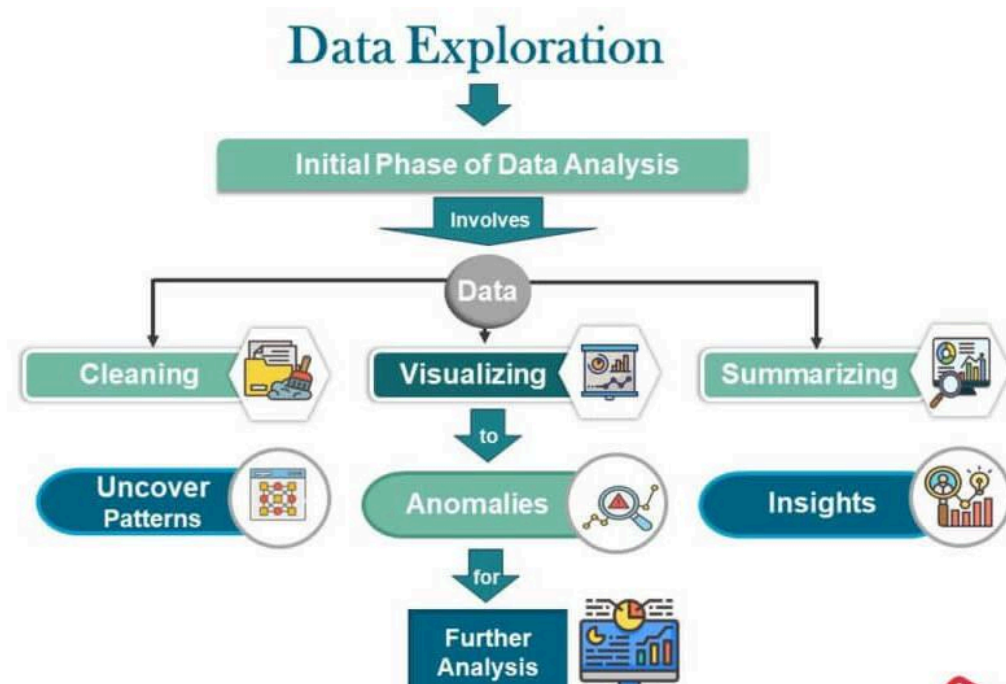 Data Exploration
Initial Phase of Data Analysis
Involves
Data
Cleaning
Visualizing
Summarizing
to
Uncover
Patterns
Anomalies
Insights
for
Further
Analysis